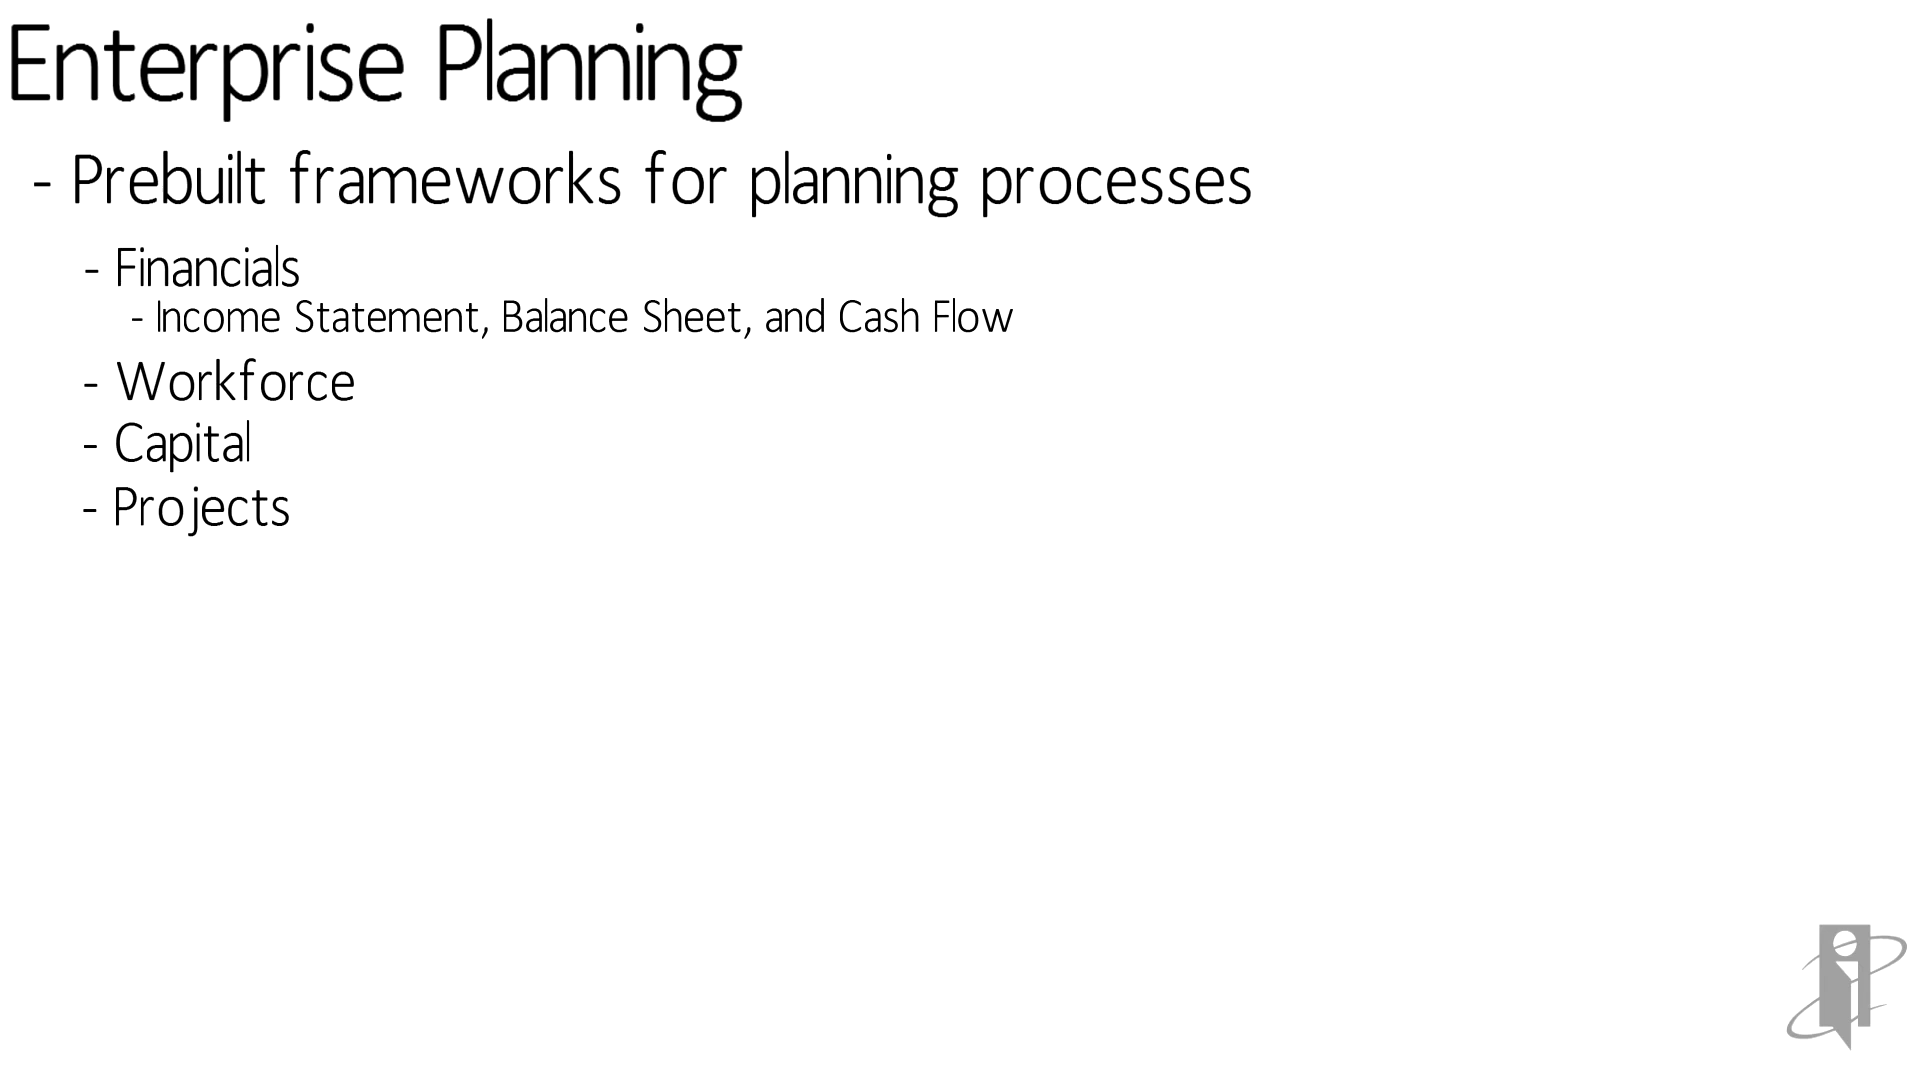 Enterprise Planning
- Prebuilt frameworks for planning processes
- Financials
- Income Statement, Balance Sheet, and Cash Flow
- Workforce
- Capital
- Projects